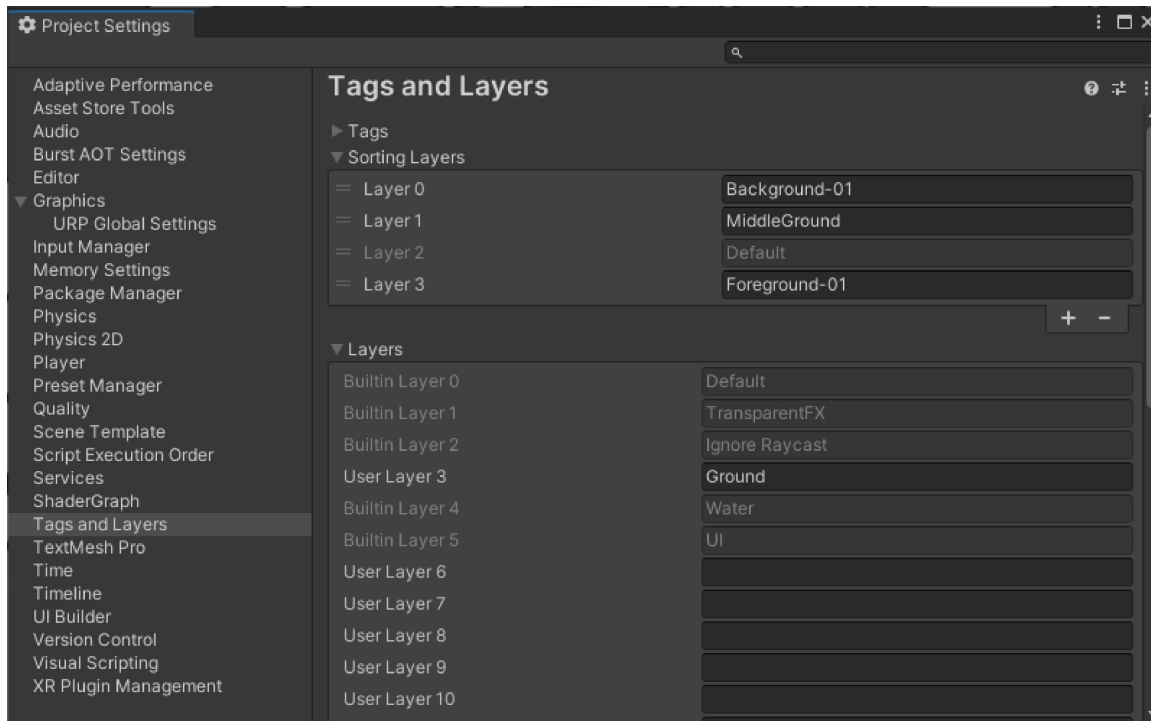 Project Settings
Adaptive Performance
Asset Store Tools
Audio
Burst AOT Settings
Editor
Graphics
URP Global Settings
Input Manager
Memory Settings
Package Manager
Physics
Physics 2D
Player
Preset Manager
Quality
Scene Template
Script Execution Order
Services
ShaderGraph
Tags and Layers
TextMesh Pro
Time
Timeline
UI Builder
Version Control
Visual Scripting
XR Plugin Management
Tags and Layers
Tags
Sorting Layers
Layer 0 Background-01
Layer 1 MiddleGround
Layer 2 Default
Layer 3 Foreground-01
Layers
Builtin Layer 0 Default
Builtin Layer 1 TransparentFX
Builtin Layer 2 Ignore Raycast
User Layer 3 Ground
Builtin Layer 4 Water
Builtin Layer 5 UI
User Layer 6
User Layer 7
User Layer 8
User Layer 9
User Layer 10